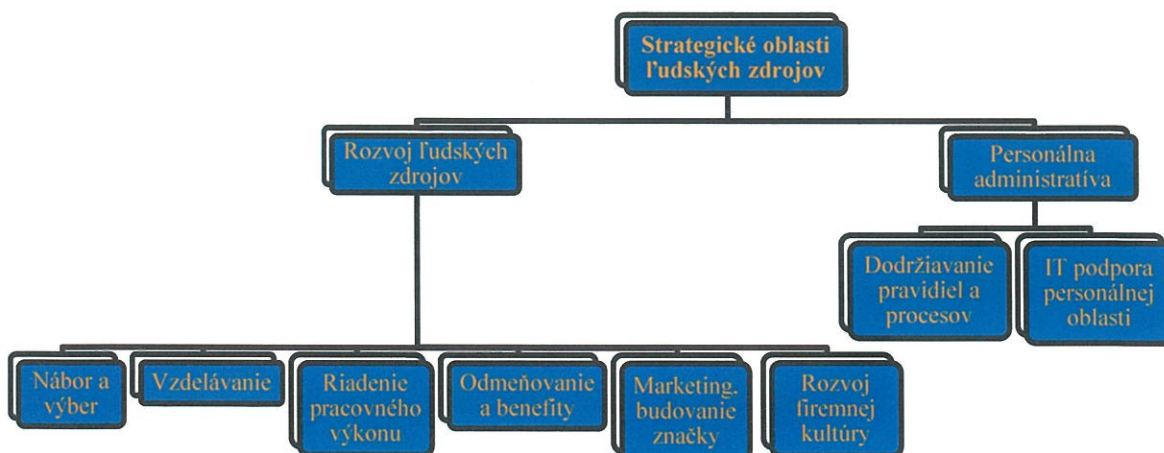 Strategické oblasti
ľudských zdrojov
Rozvoj ľudských
zdrojov
Personálna
administratíva
Dodržiavanie
pravidiel a
procesov
IT podpora
personálnej
oblasti
Nábor a
výber
Vzdelávanie
Riadenie
pracovného
výkonu
Odmeňovanie
a benefity
Marketing.
budovanie
značky
Rozvoj
firemnej
kultúry